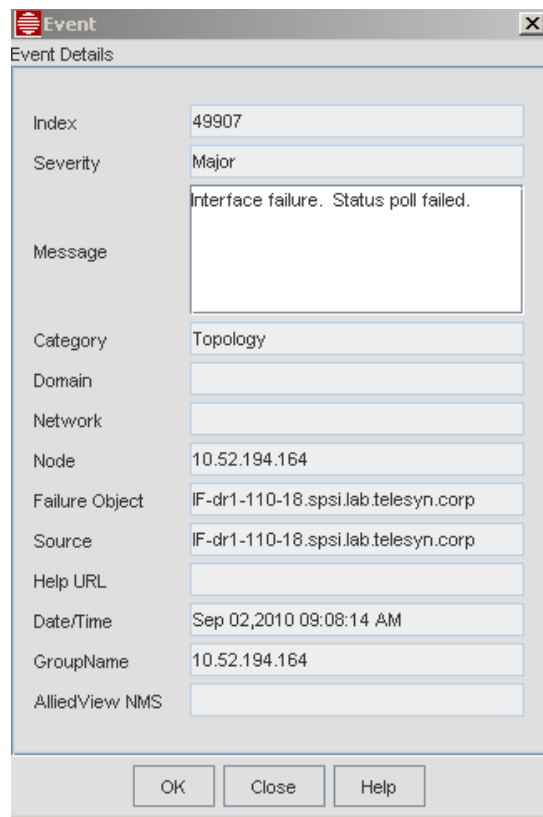 Event
Event Details
Index 49907
Severity Major
Message Interface failure. Status poll failed.
Category Topology
Domain
Network
Node 10.52.194.164
Failure Object IF-dr1-110-18.spsi.lab.telesyn.corp
Source IF-dr1-110-18.spsi.lab.telesyn.corp
Help URL
Date/Time Sep 02,2010 09:08:14 AM
GroupName 10.52.194.164
AlliedView NMS
OK Close Help